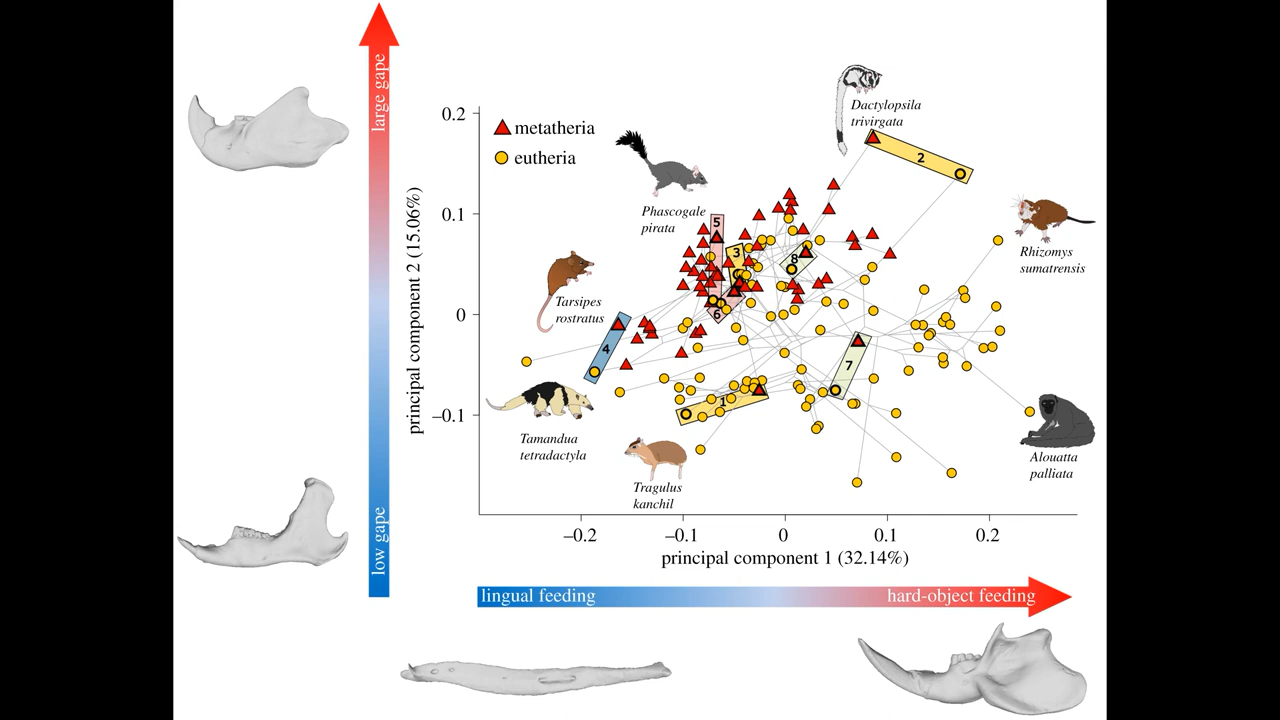 large gape
low gape
principal component 2 (15.06%)
0.2
0.1
0
–0.1
metatheria
eutheria
Dactylopsila
trivirgata
2
Phascogale
pirata
5
3
8
6
Rhizomys
sumatrensis
Tarsipes
rostratus
4
7
1
Tamandua
tetradactyla
Tragulus
kanchil
Alouatta
palliata
–0.2
–0.1
0
0.1
0.2
principal component 1 (32.14%)
lingual feeding
hard-object feeding